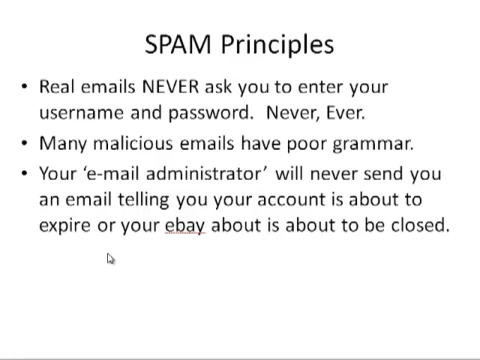 SPAM Principles
• Real emails NEVER ask you to enter your
username and password.  Never, Ever.
• Many malicious emails have poor grammar.
• Your ‘e-mail administrator’ will never send you
an email telling you your account is about to
expire or your ebay about is about to be closed.